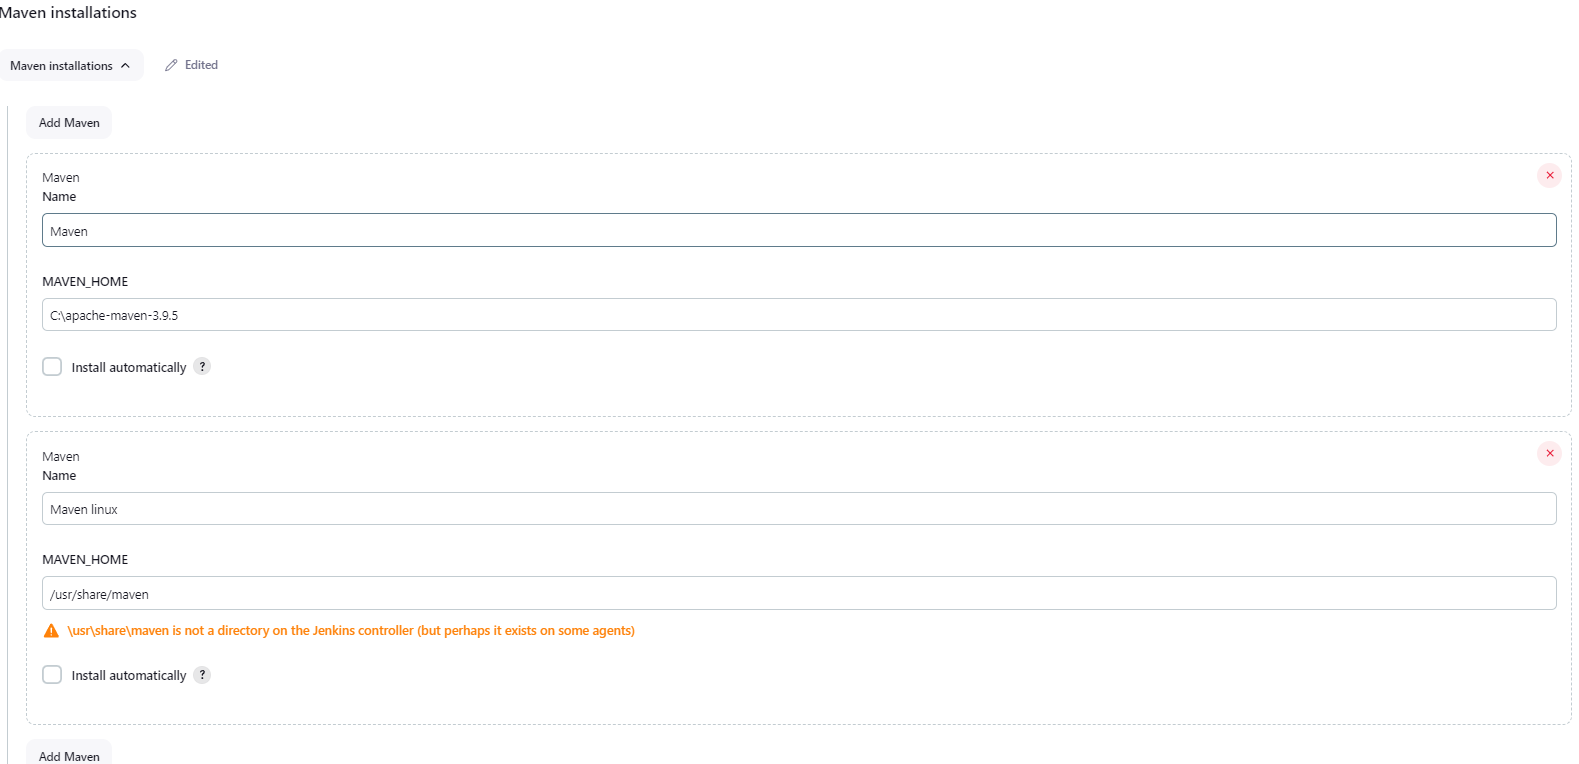 Maven installations
Maven installations
Edited
Add Maven
Maven
Name
Maven
MAVEN_HOME
C:\apache-maven-3.9.5
Install automatically ?
Maven
Name
Maven linux
MAVEN_HOME
/usr/share/maven
\usr\share\maven is not a directory on the Jenkins controller (but perhaps it exists on some agents)
Install automatically ?
Add Maven